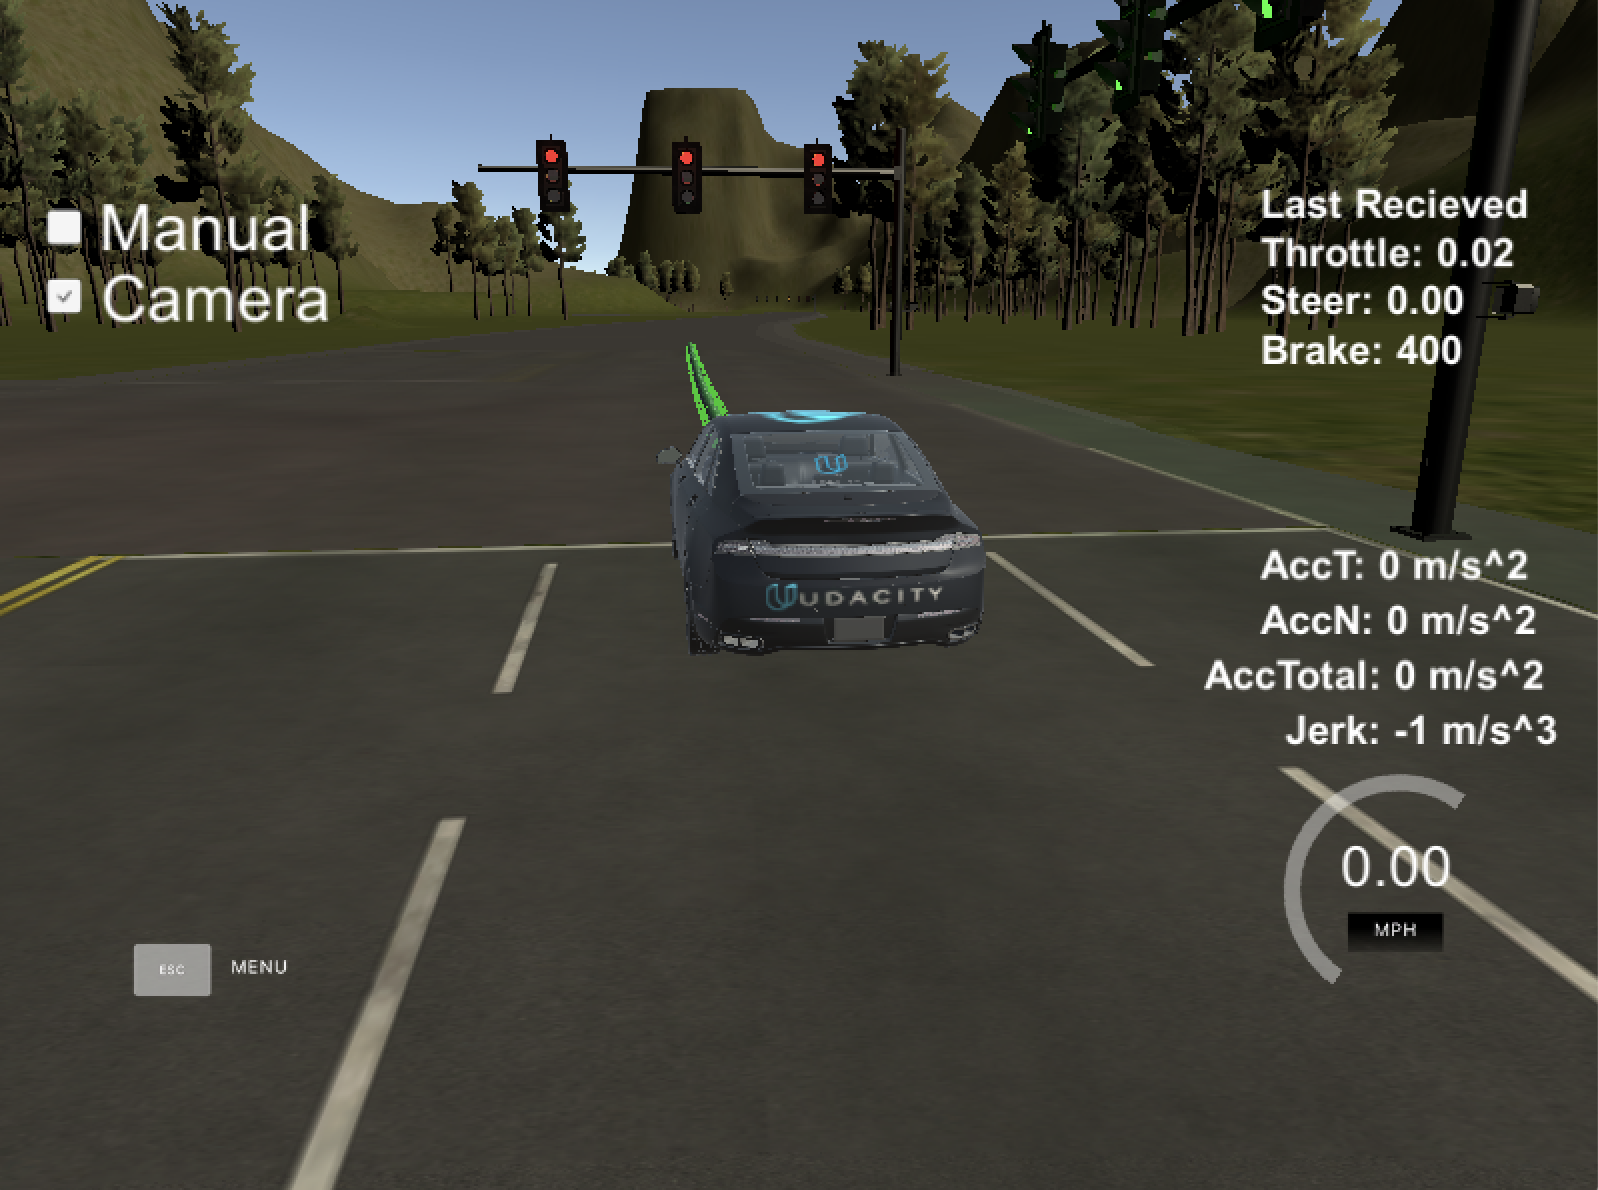 Manual
Camera
Last Recieved
Throttle: 0.02
Steer: 0.00
Brake: 400
UDACITY
AccT: 0 m/s^2
AccN: 0 m/s^2
AccTotal: 0 m/s^2
Jerk: -1 m/s^3
0.00
MPH
ESC MENU